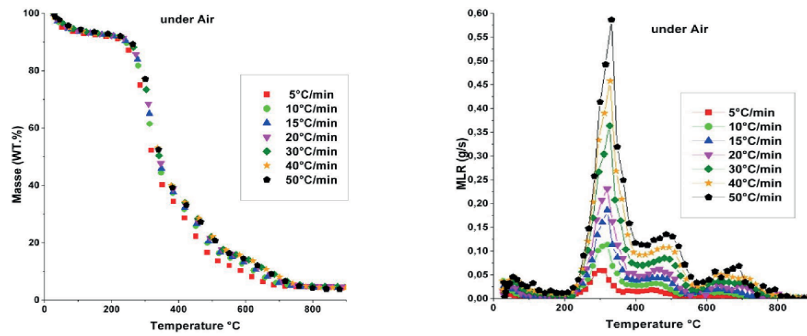 under Air
100
80
60
40
20
0
0 200 400 600 800
Masse (WT.%)
Temperature °C
5°C/min
10°C/min
15°C/min
20°C/min
30°C/min
40°C/min
50°C/min
under Air
0,60
0,55
0,50
0,45
0,40
0,35
0,30
0,25
0,20
0,15
0,10
0,05
0,00
0 200 400 600 800
MLR (g/s)
Temperature °C
5°C/min
10°C/min
15°C/min
20°C/min
30°C/min
40°C/min
50°C/min